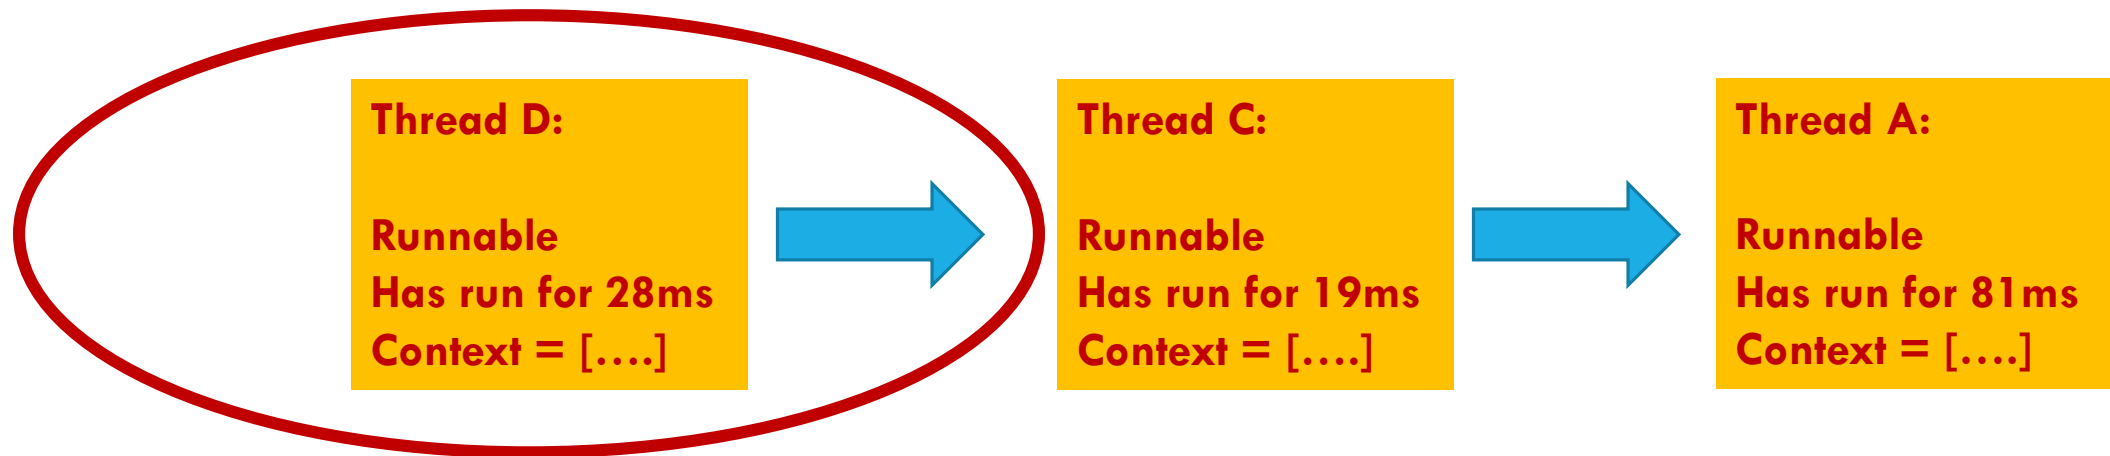 Thread D:
Runnable
Has run for 28ms
Context = [....]
Thread C:
Runnable
Has run for 19ms
Context = [....]
Thread A:
Runnable
Has run for 81ms
Context = [....]